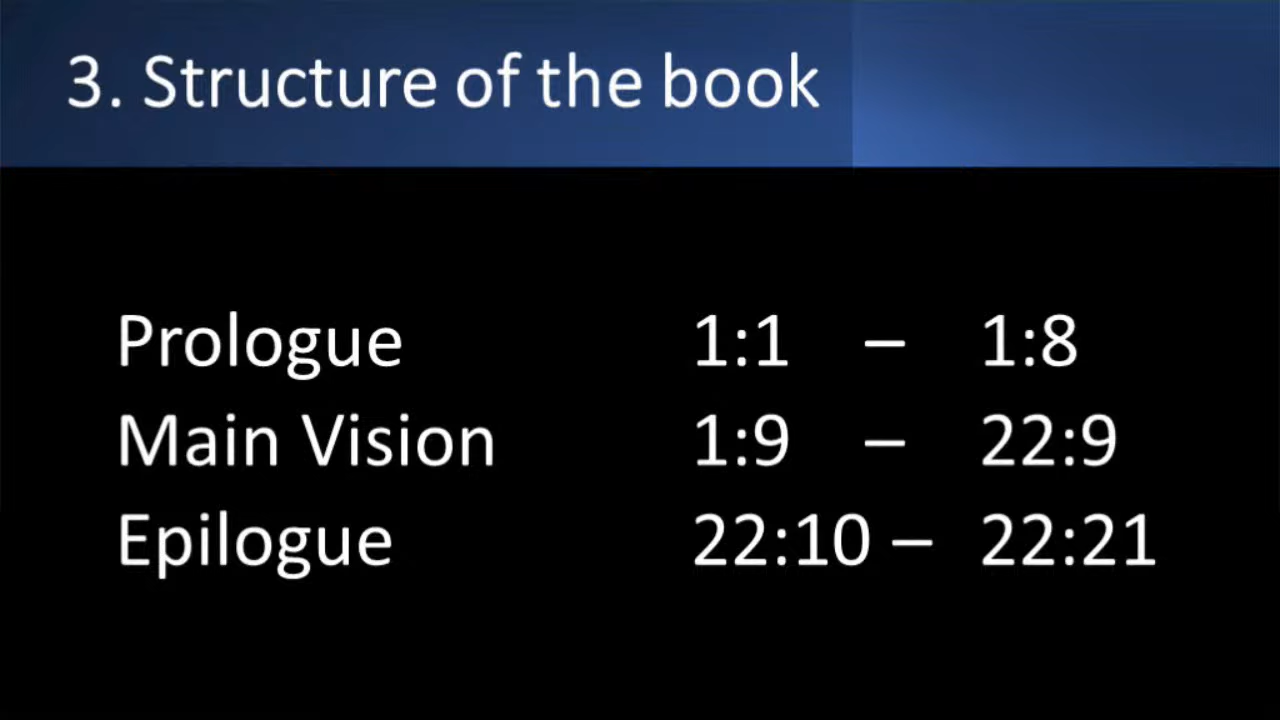 3. Structure of the book
Prologue 1:1 – 1:8
Main Vision 1:9 – 22:9
Epilogue 22:10 – 22:21